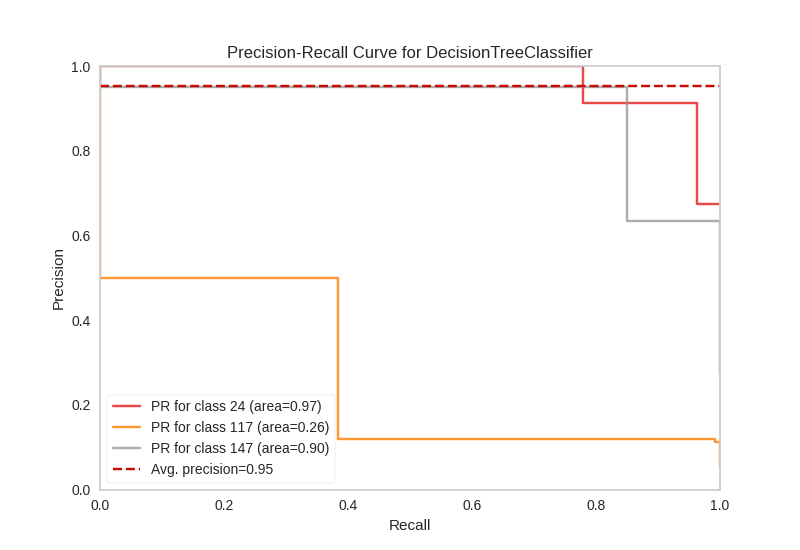 Precision-Recall Curve for DecisionTreeClassifier
1.0
0.8
0.6
0.4
0.2
0.0
Precision
PR for class 24 (area=0.97)
PR for class 117 (area=0.26)
PR for class 147 (area=0.90)
Avg. precision=0.95
0.0 0.2 0.4 0.6 0.8 1.0
Recall